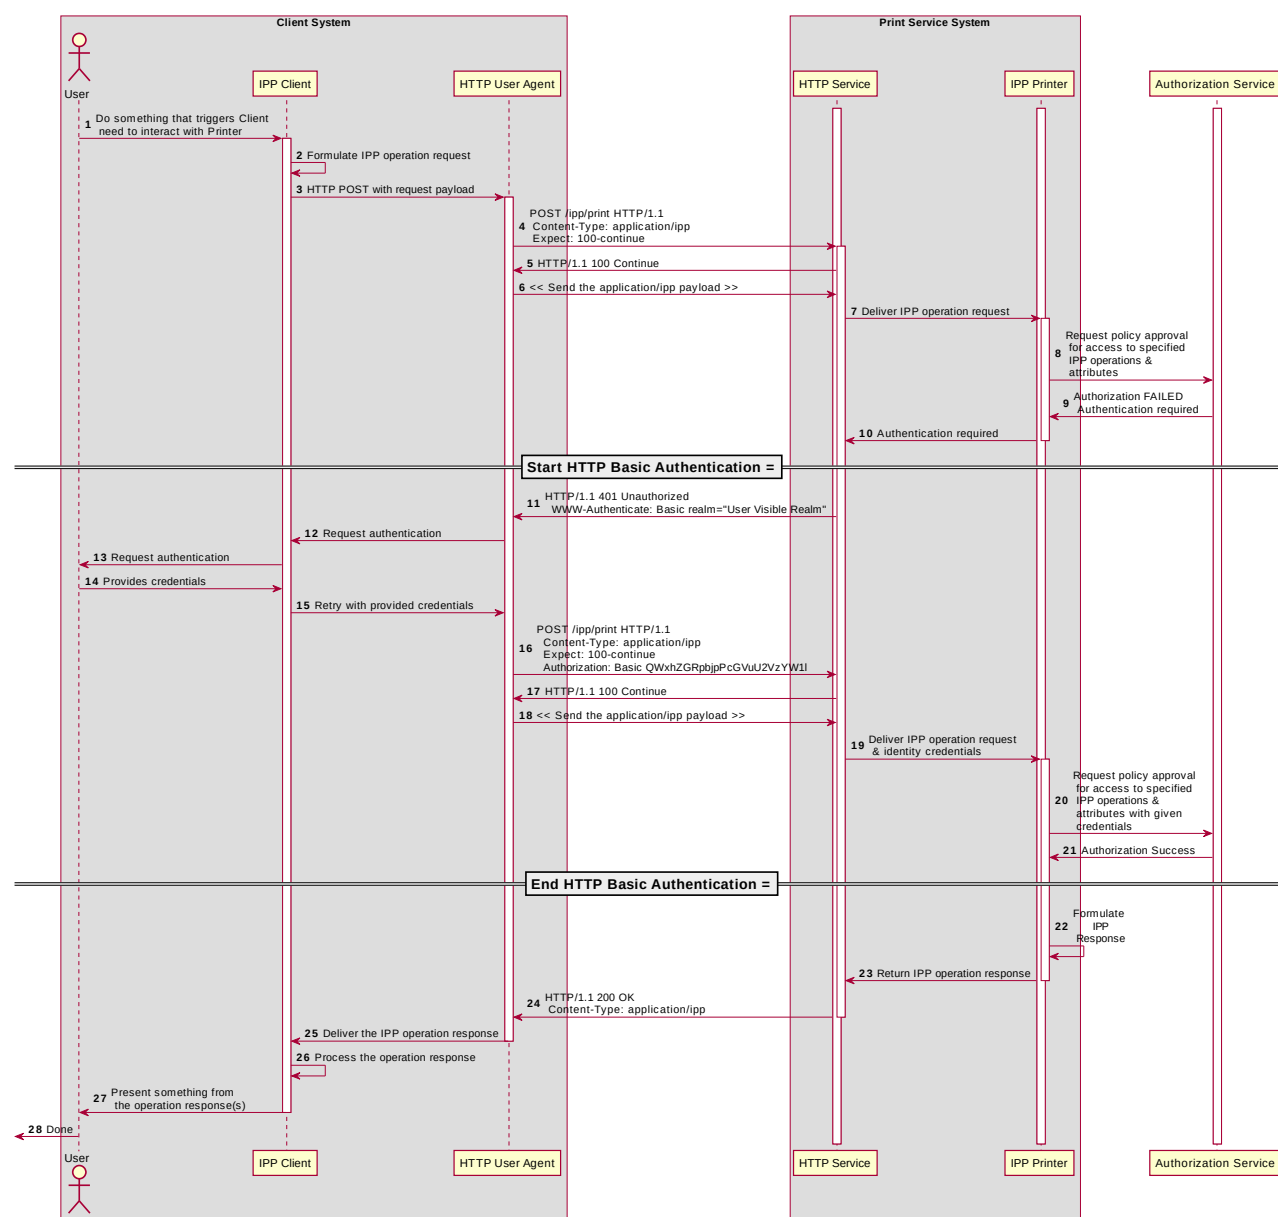 Client System
Print Service System
User
IPP Client
HTTP User Agent
HTTP Service
IPP Printer
Authorization Service
1 Do something that triggers Client
need to interact with Printer
2 Formulate IPP operation request
3 HTTP POST with request payload
POST /ipp/print HTTP/1.1
4 Content-Type: application/ipp
Expect: 100-continue
5 HTTP/1.1 100 Continue
6 << Send the application/ipp payload >>
7 Deliver IPP operation request
Request policy approval
for access to specified
8 IPP operations &
attributes
9 Authorization FAILED
Authentication required
10 Authentication required
Start HTTP Basic Authentication =
11 HTTP/1.1 401 Unauthorized
WWW-Authenticate: Basic realm="User Visible Realm"
12 Request authentication
13 Request authentication
14 Provides credentials
15 Retry with provided credentials
POST /ipp/print HTTP/1.1
Content-Type: application/ipp
16 Expect: 100-continue
Authorization: Basic QWxhZGRpbjpPcGVuU2VzYW1l
17 HTTP/1.1 100 Continue
18 << Send the application/ipp payload >>
19 Deliver IPP operation request
& identity credentials
Request policy approval
for access to specified
20 IPP operations &
attributes with given
credentials
21 Authorization Success
End HTTP Basic Authentication =
Formulate
22 IPP
Response
23 Return IPP operation response
24 HTTP/1.1 200 OK
Content-Type: application/ipp
25 Deliver the IPP operation response
26 Process the operation response
27 Present something from
the operation response(s)
28 Done
User
IPP Client
HTTP User Agent
HTTP Service
IPP Printer
Authorization Service